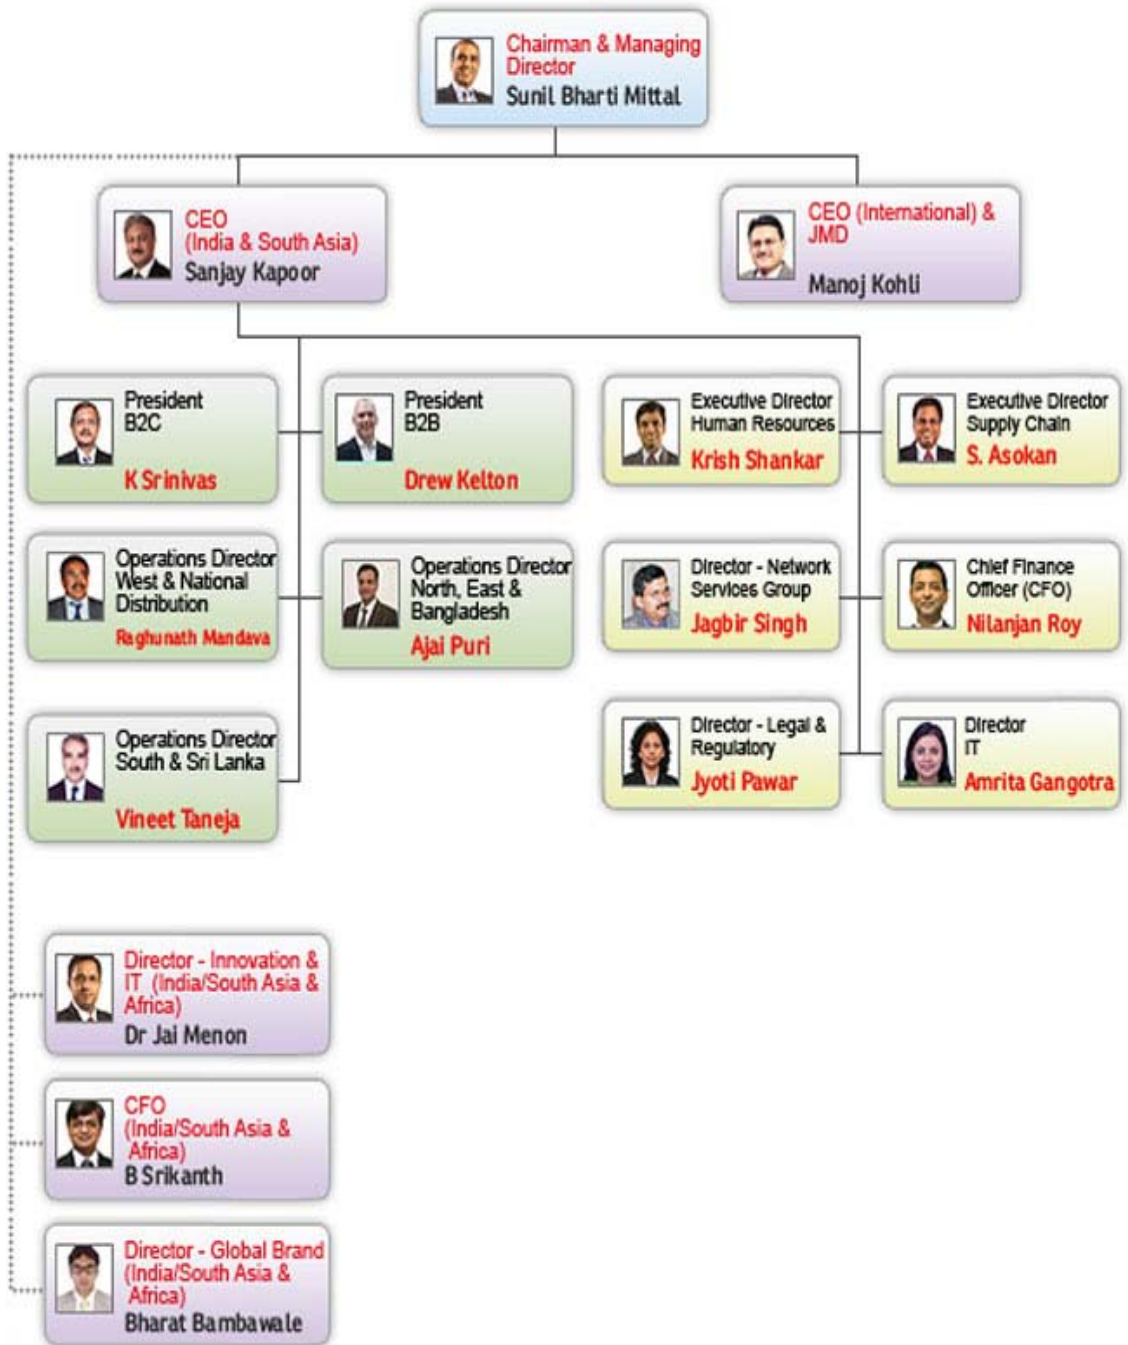 Chairman & Managing
Director
Sunil Bharti Mittal
CEO
(India & South Asia)
Sanjay Kapoor
CEO (International) &
JMD
Manoj Kohli
President
B2C
K Srinivas
President
B2B
Drew Kelton
Executive Director
Human Resources
Krish Shankar
Executive Director
Supply Chain
S. Asokan
Operations Director
West & National
Distribution
Raghunath Mandava
Operations Director
North, East &
Bangladesh
Ajai Puri
Director - Network
Services Group
Jagbir Singh
Chief Finance
Officer (CFO)
Nilanjan Roy
Operations Director
South & Sri Lanka
Vineet Taneja
Director - Legal &
Regulatory
Jyoti Pawar
Director
IT
Amrita Gangotra
Director - Innovation &
IT (India/South Asia &
Africa)
Dr Jai Menon
CFO
(India/South Asia &
Africa)
B Srikanth
Director - Global Brand
(India/South Asia &
Africa)
Bharat Bambawale